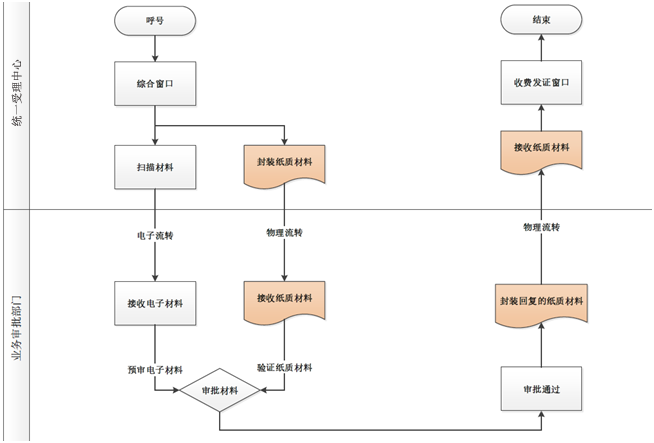 统一受理中心
呼号
结束
综合窗口
收费发证窗口
扫描材料
封装纸质材料
接收纸质材料
电子流转
物理流转
物理流转
业务审批部门
接收电子材料
接收纸质材料
封装回复的纸质材料
预审电子材料
验证纸质材料
审批材料
审批通过